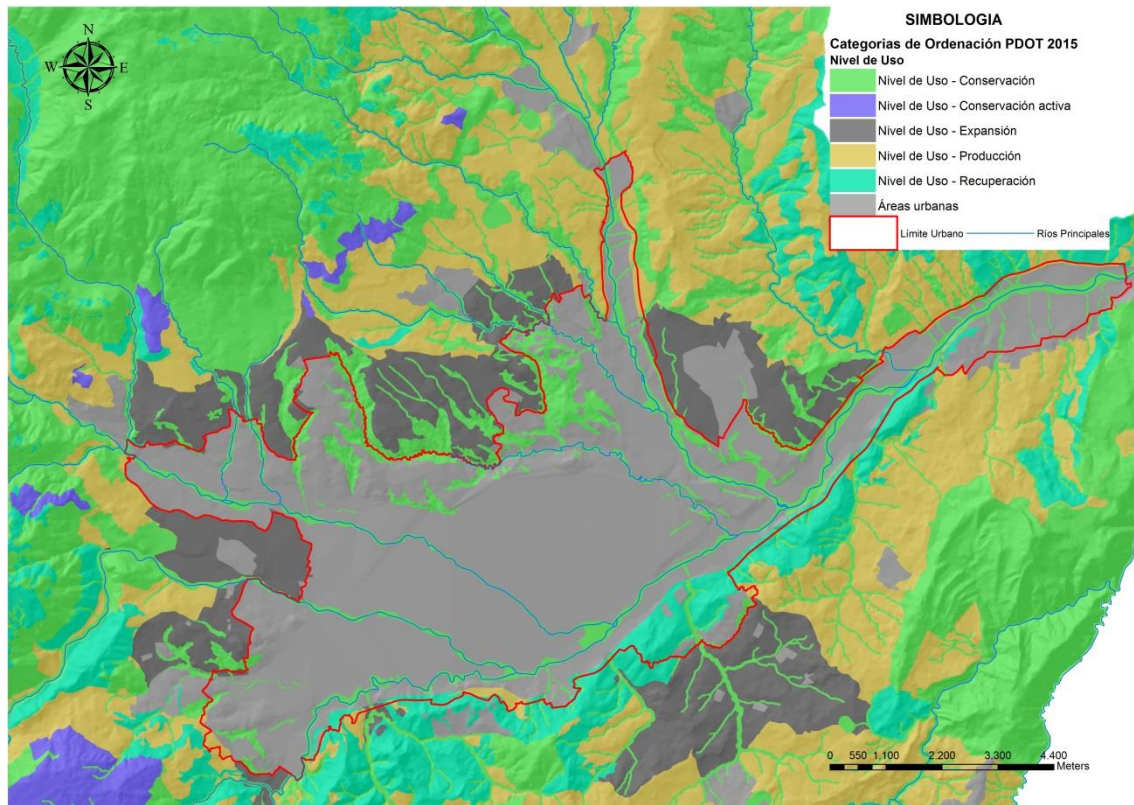 N
W E
S
SIMBOLOGIA
Categorias de Ordenación PDOT 2015
Nivel de Uso
Nivel de Uso - Conservación
Nivel de Uso - Conservación activa
Nivel de Uso - Expansión
Nivel de Uso - Producción
Nivel de Uso - Recuperación
Áreas urbanas
Límite Urbano Ríos Principales
0 550 1.100 2.200 3.300 4.400
Meters